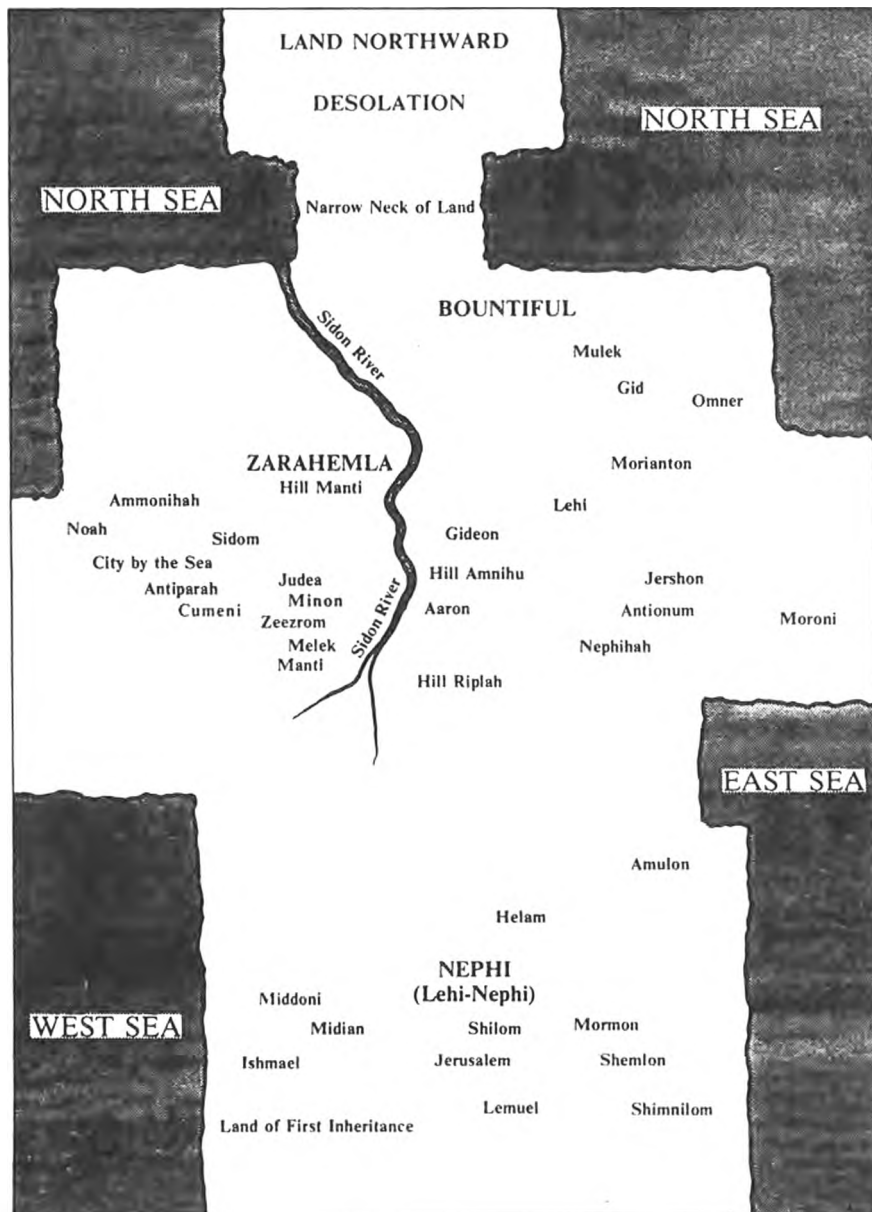 LAND NORTHWARD
DESOLATION
NORTH SEA
NORTH SEA
Narrow Neck of Land
BOUNTIFUL
Sidon River
Mulek
Gid
Omner
ZARAHEMLA
Hill Manti
Morianton
Ammonihah
Lehi
Noah
Sidom
Gideon
City by the Sea
Antiparah
Cumeni
Judea
Minon
Zeezrom
Melek
Manti
Sidon River
Hill Amnihu
Aaron
Jershon
Antionum
Moroni
Nephihah
Hill Riplah
EAST SEA
Amulon
Helam
NEPHI
(Lehi-Nephi)
WEST SEA
Middoni
Midian
Shilom
Mormon
Ishmael
Jerusalem
Shemlon
Lemuel
Shimnilom
Land of First Inheritance